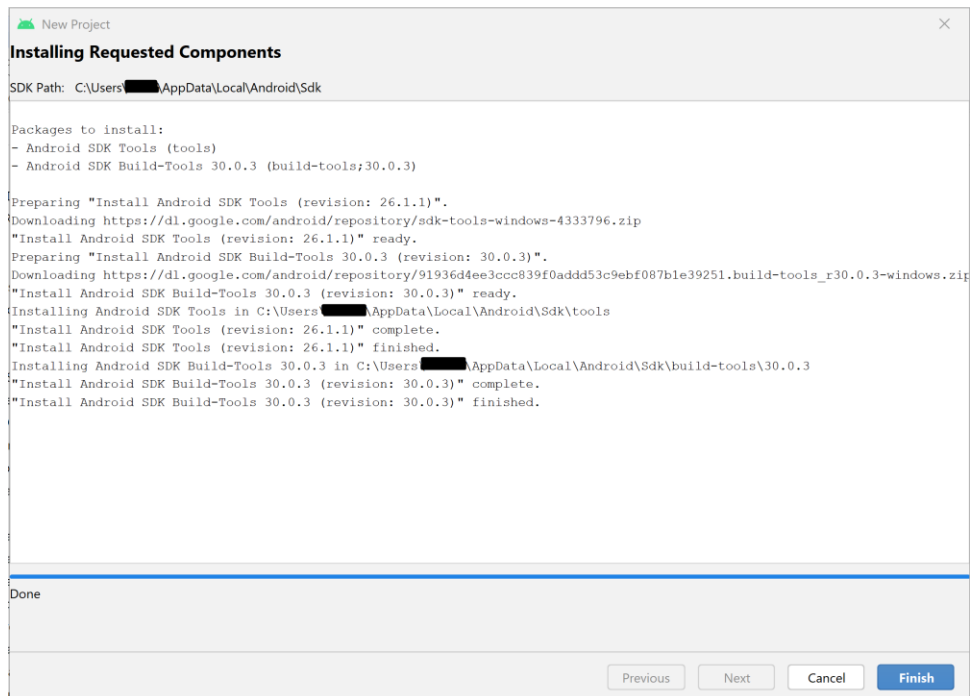 New Project
Installing Requested Components
SDK Path: C:\Users\ \AppData\Local\Android\Sdk
Packages to install:
- Android SDK Tools (tools)
- Android SDK Build-Tools 30.0.3 (build-tools;30.0.3)
Preparing "Install Android SDK Tools (revision: 26.1.1)".
Downloading https://dl.google.com/android/repository/sdk-tools-windows-4333796.zip
"Install Android SDK Tools (revision: 26.1.1)" ready.
Preparing "Install Android SDK Build-Tools 30.0.3 (revision: 30.0.3)".
Downloading https://dl.google.com/android/repository/91936d4ee3ccc839f0addd53c9ebf087b1e39251.build-tools_r30.0.3-windows.zip
"Install Android SDK Build-Tools 30.0.3 (revision: 30.0.3)" ready.
Installing Android SDK Tools in C:\Users\ \AppData\Local\Android\Sdk\tools
"Install Android SDK Tools (revision: 26.1.1)" complete.
"Install Android SDK Tools (revision: 26.1.1)" finished.
Installing Android SDK Build-Tools 30.0.3 in C:\Users\ \AppData\Local\Android\Sdk\build-tools\30.0.3
"Install Android SDK Build-Tools 30.0.3 (revision: 30.0.3)" complete.
"Install Android SDK Build-Tools 30.0.3 (revision: 30.0.3)" finished.
Done
Previous Next Cancel Finish